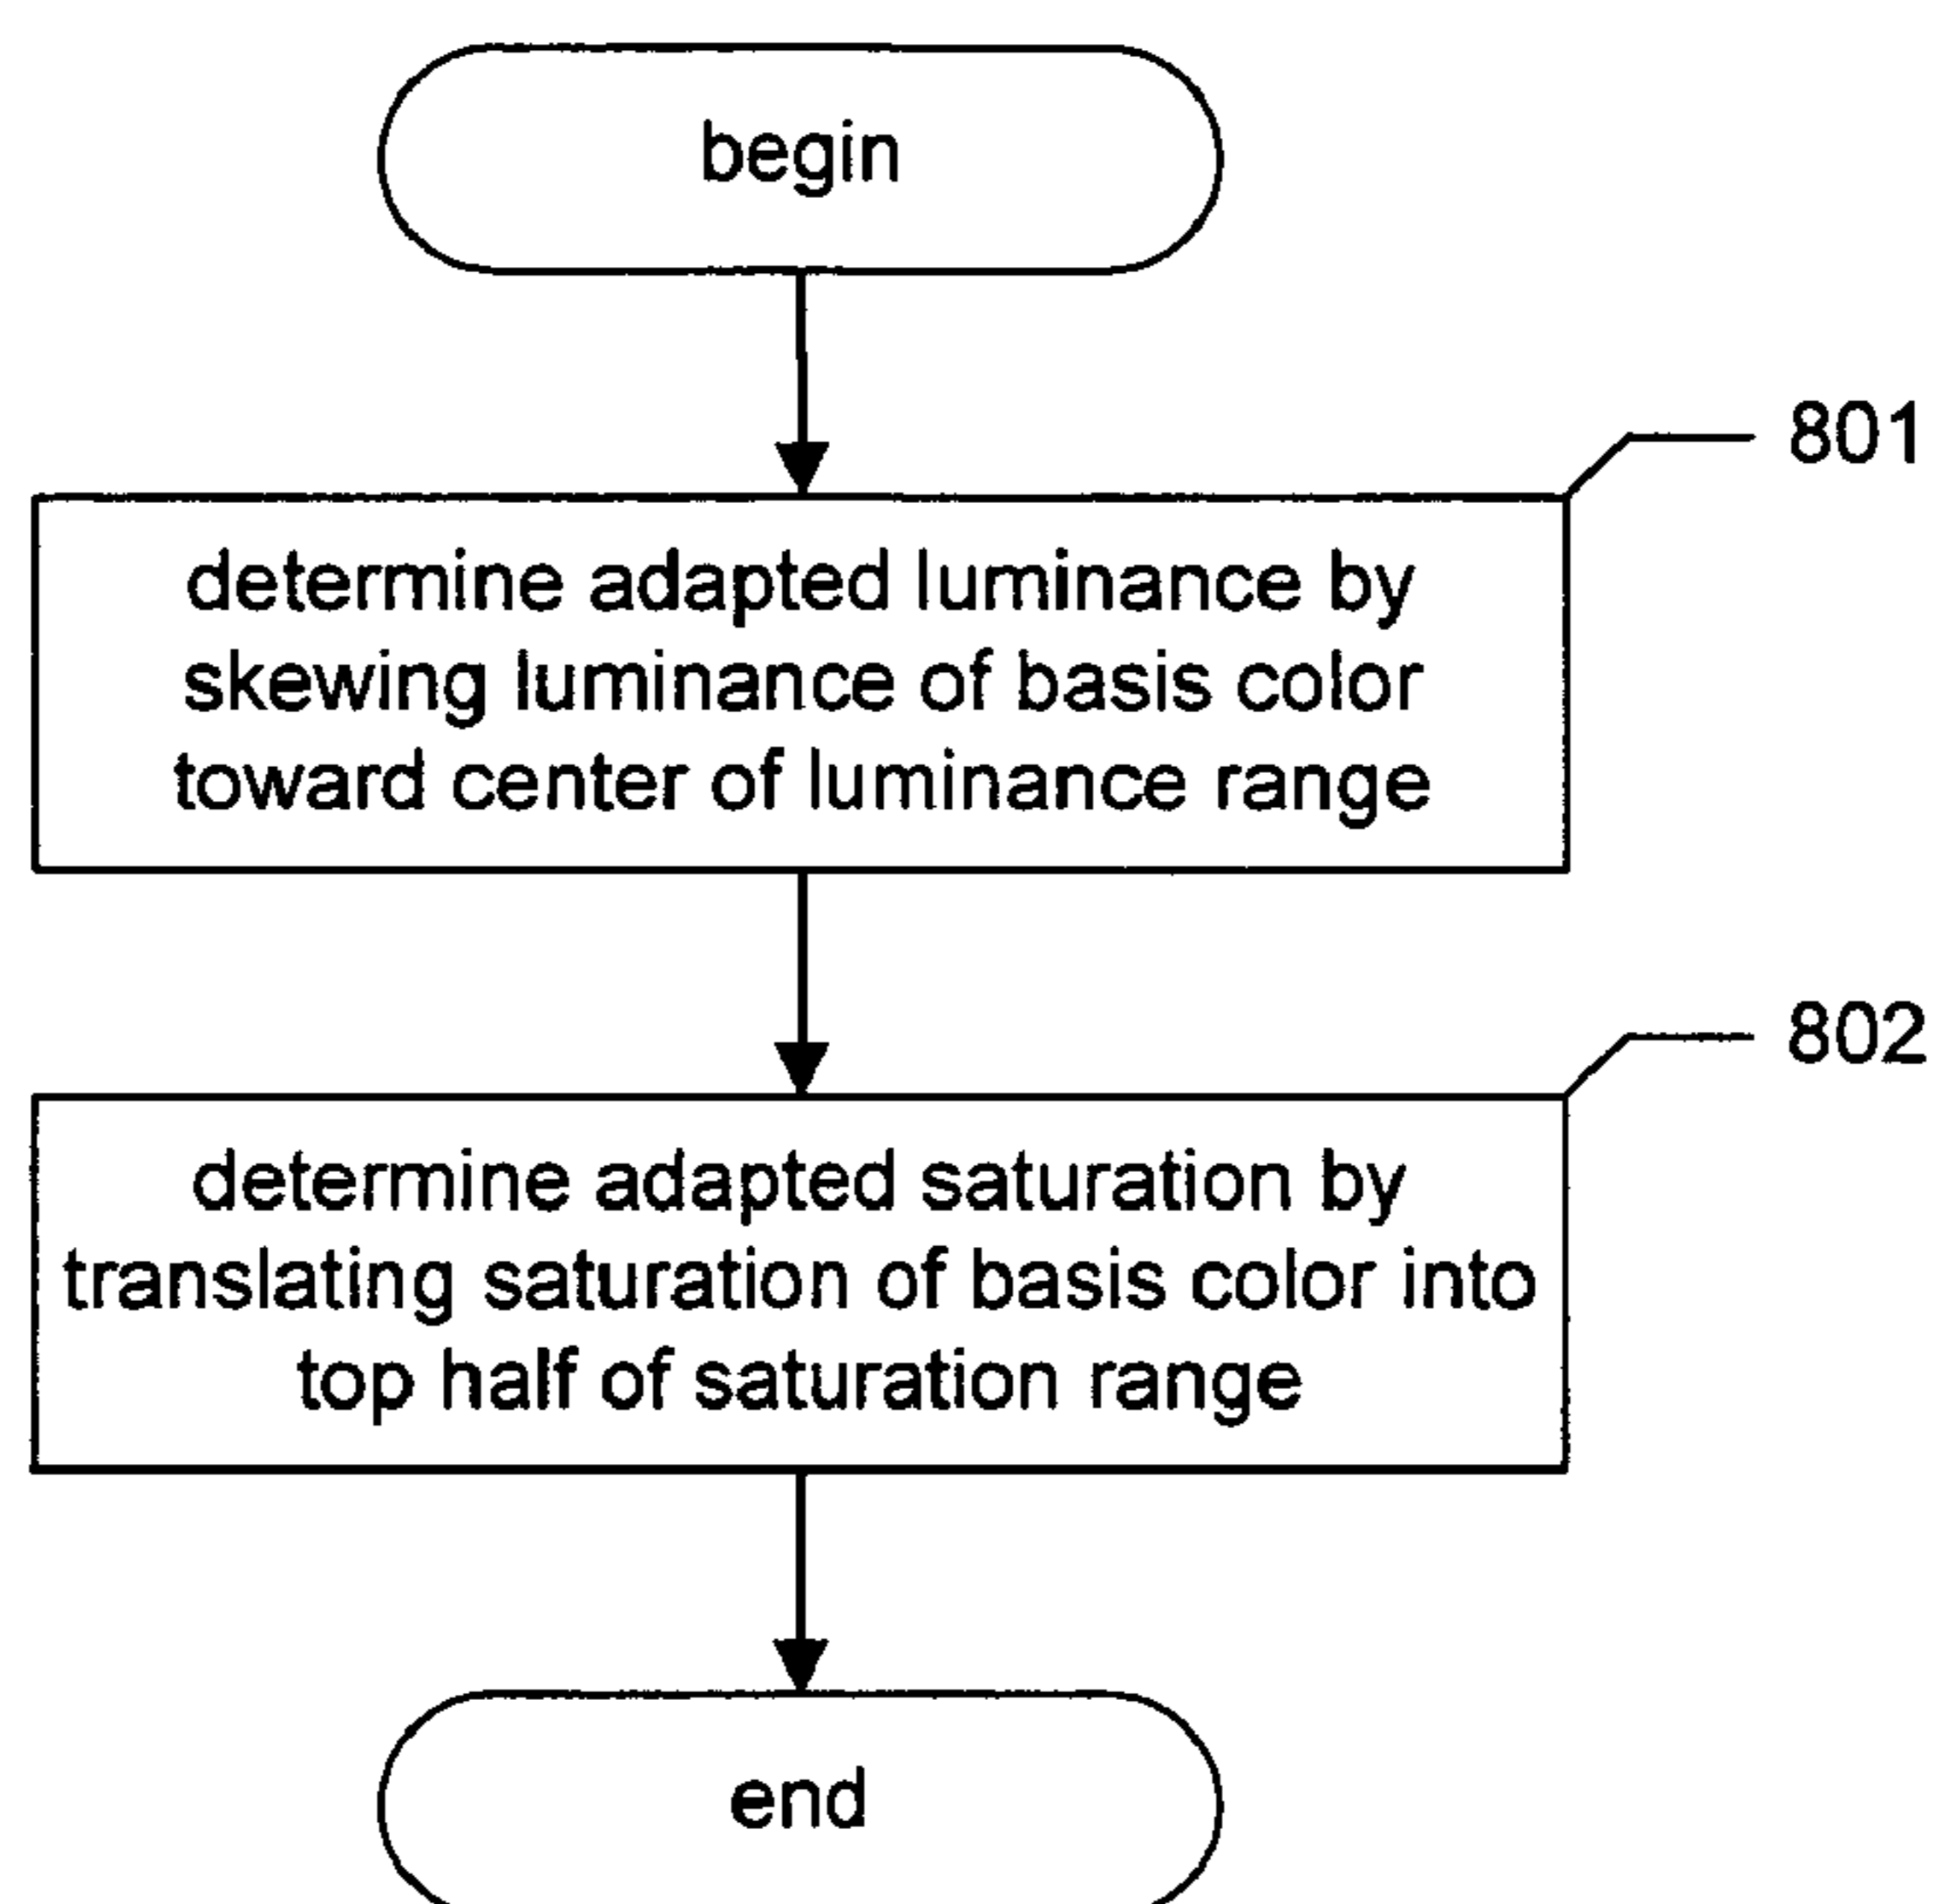 begin
801
determine adapted luminance by
skewing luminance of basis color
toward center of luminance range
802
determine adapted saturation by
translating saturation of basis color into
top half of saturation range
end